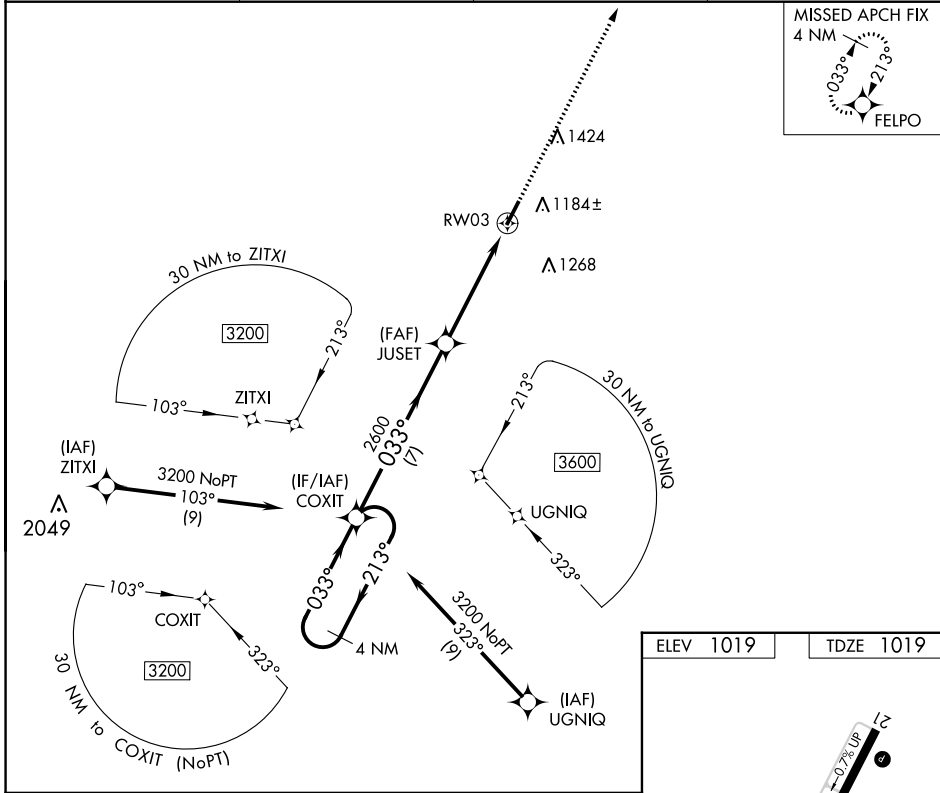 MISSED APCH FIX
4 NM
033°
213°
FELPO
1424
1184±
RW03
1268
30 NM to ZITXI
3200
213°
(FAF)
JUSET
ZITXI
103°
213°
30 NM to UGNIQ
3600
2600
033°
(7)
(IAF)
ZITXI
3200 NoPT
103°
(9)
(IF/IAF)
COXIT
UGNIQ
2049
323°
033°
213°
4 NM
103°
COXIT
323°
3200
30 NM to COXIT (NoPT)
3200 NoPT
323°
(9)
(IAF)
UGNIQ
ELEV 1019
TDZE 1019
21
0.7% UP
P